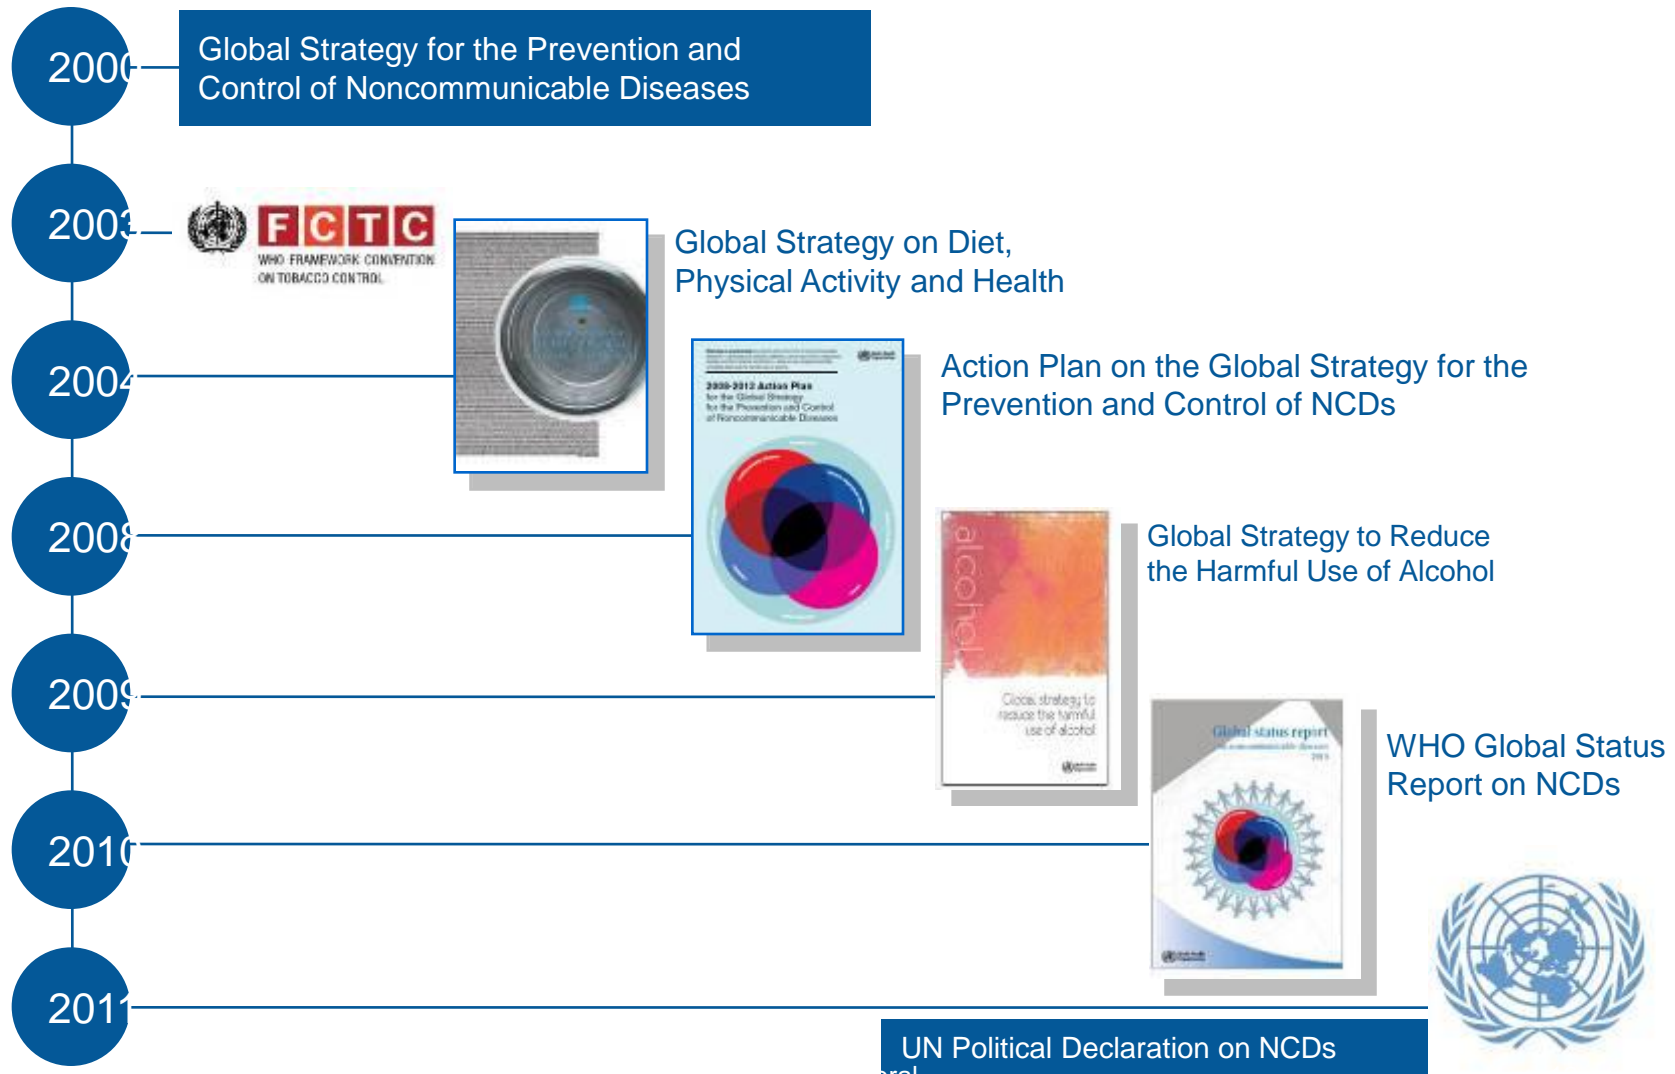 2000
Global Strategy for the Prevention and
Control of Noncommunicable Diseases
2003
FCTC
WHO FRAMEWORK CONVENTION
ON TOBACCO CONTROL
Global Strategy on Diet,
Physical Activity and Health
2004
Action Plan on the Global Strategy for the
Prevention and Control of NCDs
2008-2013 Action Plan
for the Global Strategy
for the Prevention and Control
of Noncommunicable Diseases
2008
Global Strategy to Reduce
the Harmful Use of Alcohol
alcohol
Global strategy to
reduce the harmful
use of alcohol
2009
WHO Global Status
Report on NCDs
Global status report
2010
2011
UN Political Declaration on NCDs